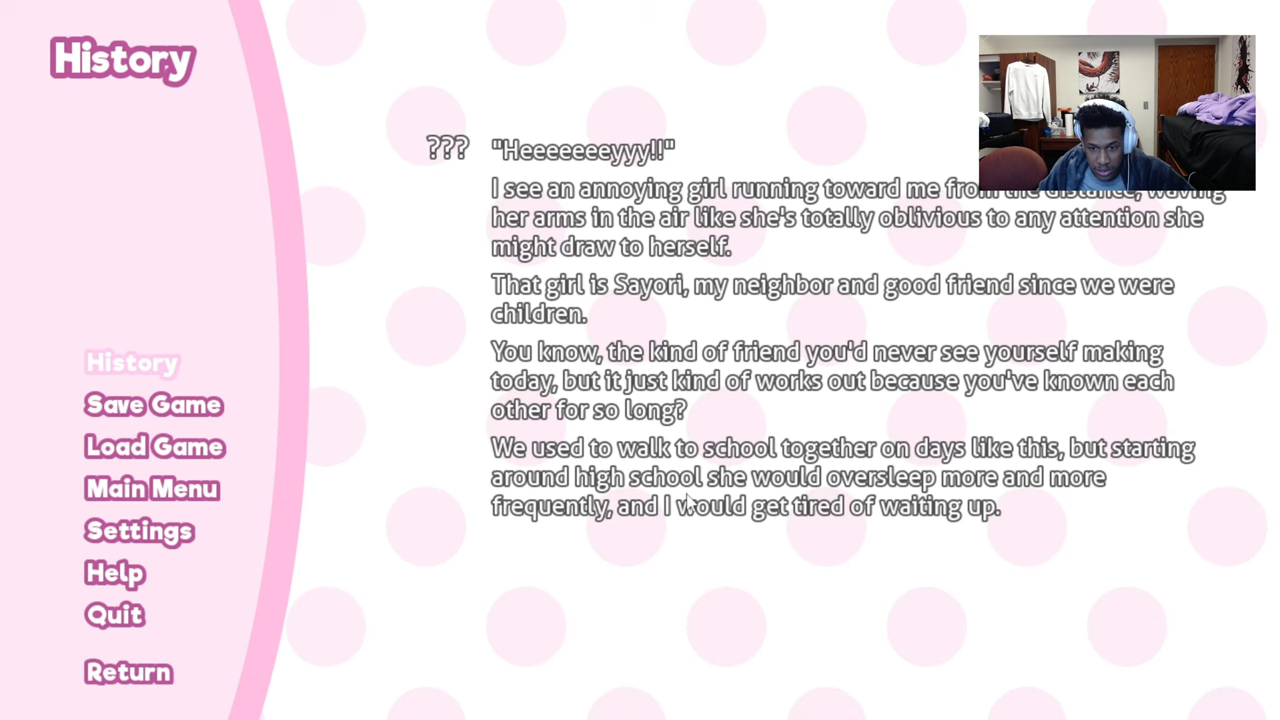 History
??? "Heeeeeeeyyy!!"
I see an annoying girl running toward me from the distance, waving
her arms in the air like she's totally oblivious to any attention she
might draw to herself.
That girl is Sayori, my neighbor and good friend since we were
children.
You know, the kind of friend you'd never see yourself making
today, but it just kind of works out because you've known each
other for so long?
We used to walk to school together on days like this, but starting
around high school she would oversleep more and more
frequently, and I would get tired of waiting up.
History
Save Game
Load Game
Main Menu
Settings
Help
Quit
Return